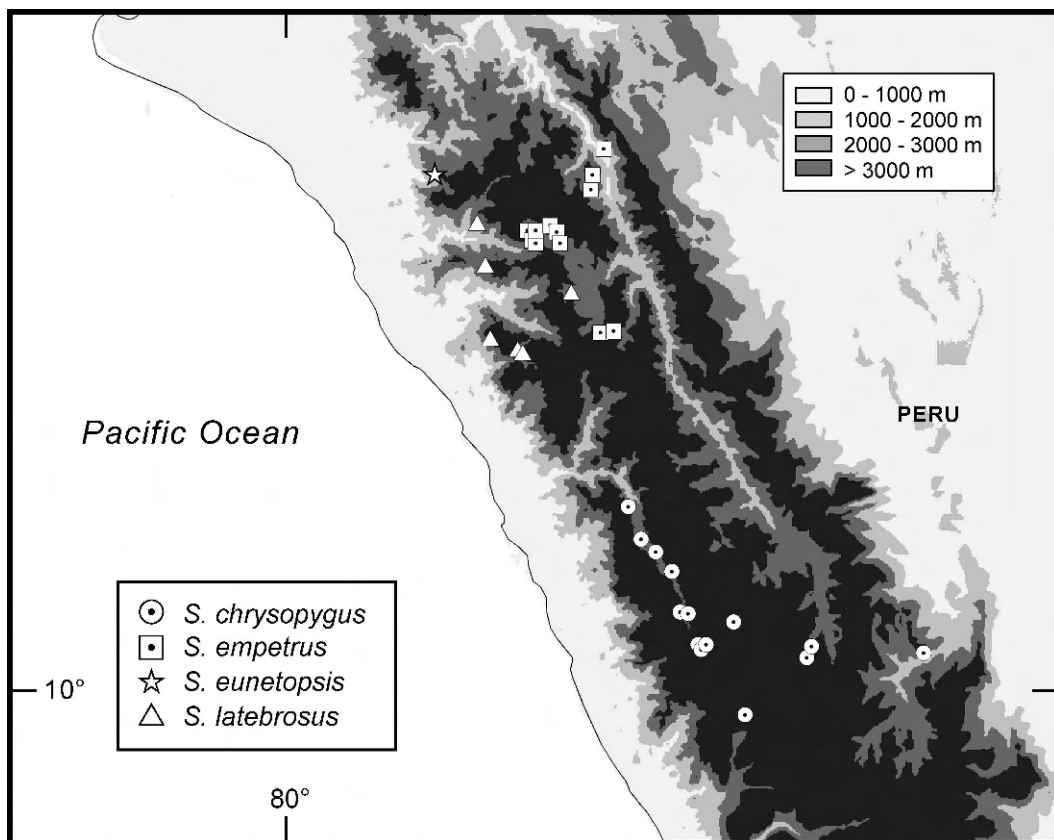 0 - 1000 m
1000 - 2000 m
2000 - 3000 m
> 3000 m
PERU
Pacific Ocean
S. chrysopygus
S. empetrus
S. eunetopsis
S. latebrosus
10°
80°